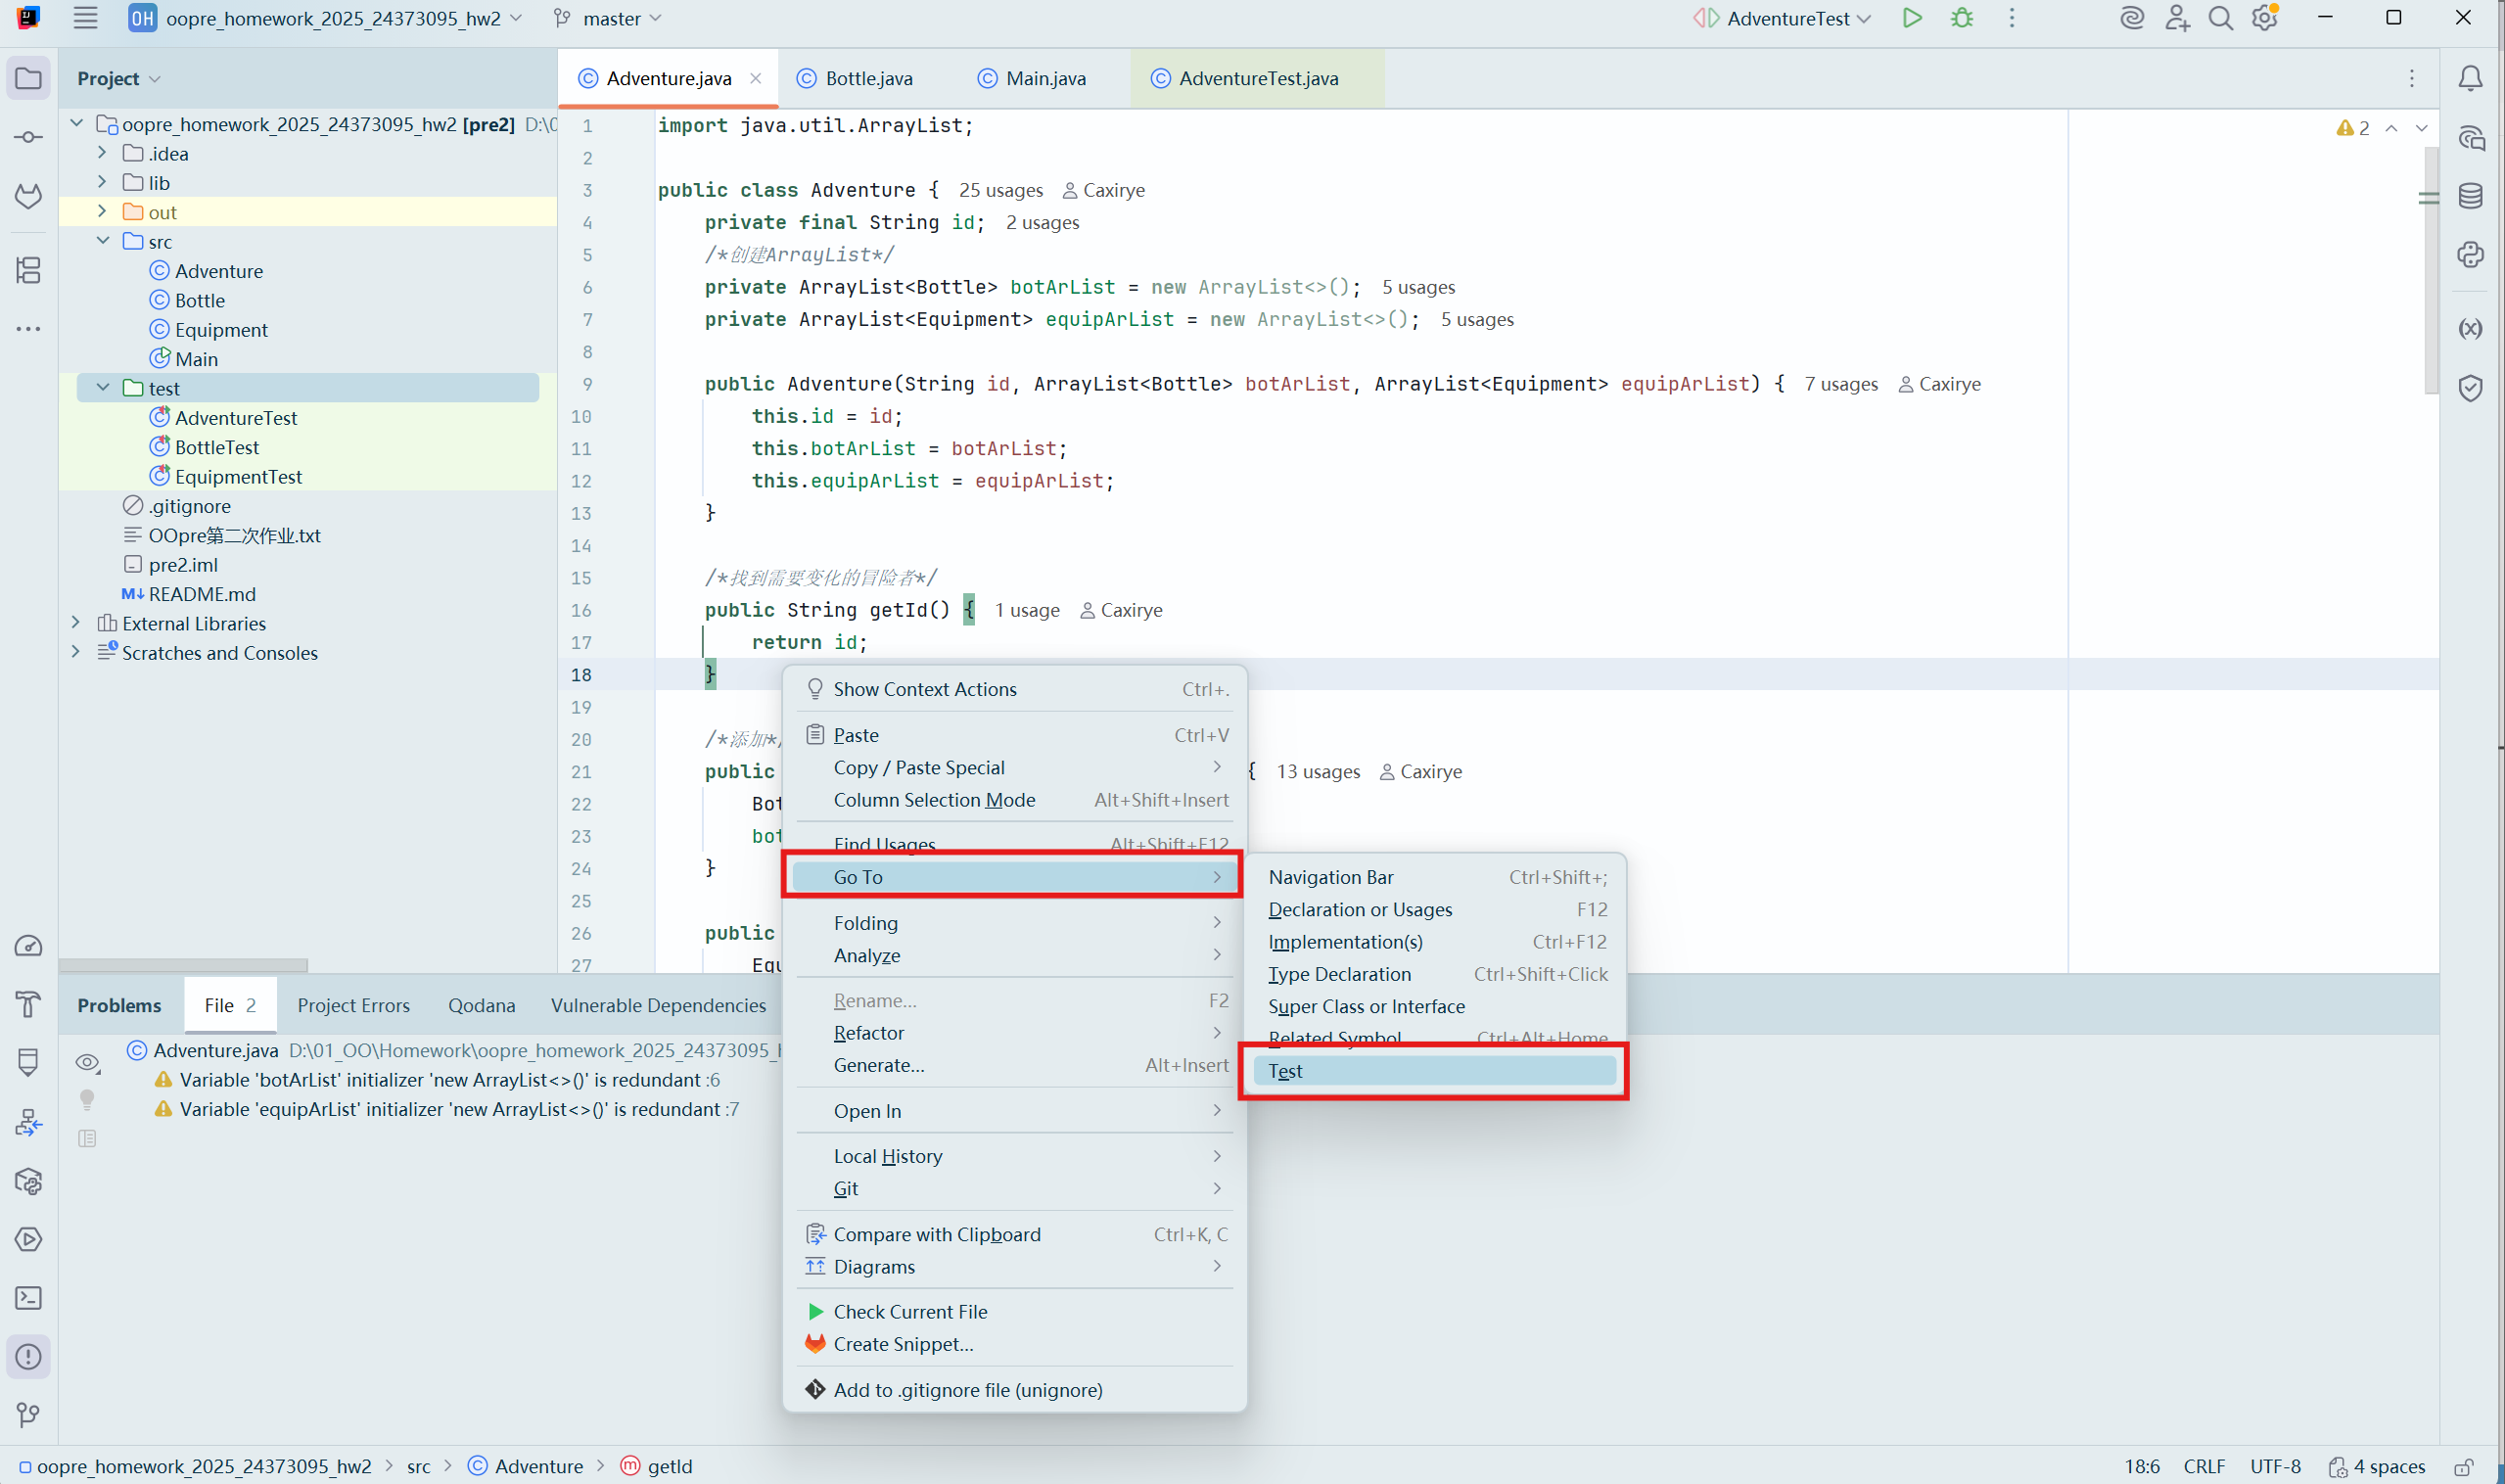 OH oopre_homework_2025_24373095_hw2 master AdventureTest
Project
Adventure.java Bottle.java Main.java AdventureTest.java
oopre_homework_2025_24373095_hw2 [pre2] D:\0
.idea
lib
out
src
Adventure
Bottle
Equipment
Main
test
AdventureTest
BottleTest
EquipmentTest
.gitignore
OOpre第二次作业.txt
pre2.iml
M↓ README.md
External Libraries
Scratches and Consoles
1 import java.util.ArrayList;
2
3 public class Adventure { 25 usages Caxirye
4 private final String id; 2 usages
5 /*创建ArrayList*/
6 private ArrayList<Bottle> botArList = new ArrayList<>(); 5 usages
7 private ArrayList<Equipment> equipArList = new ArrayList<>(); 5 usages
8
9 public Adventure(String id, ArrayList<Bottle> botArList, ArrayList<Equipment> equipArList) { 7 usages Caxirye
10 this.id = id;
11 this.botArList = botArList;
12 this.equipArList = equipArList;
13 }
14
15 /*找到需要变化的冒险者*/
16 public String getId() { 1 usage Caxirye
17 return id;
18 }
19
20 /*添加*/
21 public { 13 usages Caxirye
22 Bot
23 bot
24 }
25
26 public
27 Equ
2
Show Context Actions Ctrl+.
Paste Ctrl+V
Copy / Paste Special
Column Selection Mode Alt+Shift+Insert
Find Usages Alt+Shift+F12
Go To
Folding
Analyze
Rename... F2
Refactor
Generate... Alt+Insert
Open In
Local History
Git
Compare with Clipboard Ctrl+K, C
Diagrams
Check Current File
Create Snippet...
Add to .gitignore file (unignore)
Navigation Bar Ctrl+Shift+;
Declaration or Usages F12
Implementation(s) Ctrl+F12
Type Declaration Ctrl+Shift+Click
Super Class or Interface
Related Symbol Ctrl+Alt+Home
Test
Problems File 2 Project Errors Qodana Vulnerable Dependencies
Adventure.java D:\01_OO\Homework\oopre_homework_2025_24373095_h
Variable 'botArList' initializer 'new ArrayList<>()' is redundant :6
Variable 'equipArList' initializer 'new ArrayList<>()' is redundant :7
oopre_homework_2025_24373095_hw2 > src > Adventure > getId
18:6 CRLF UTF-8 4 spaces